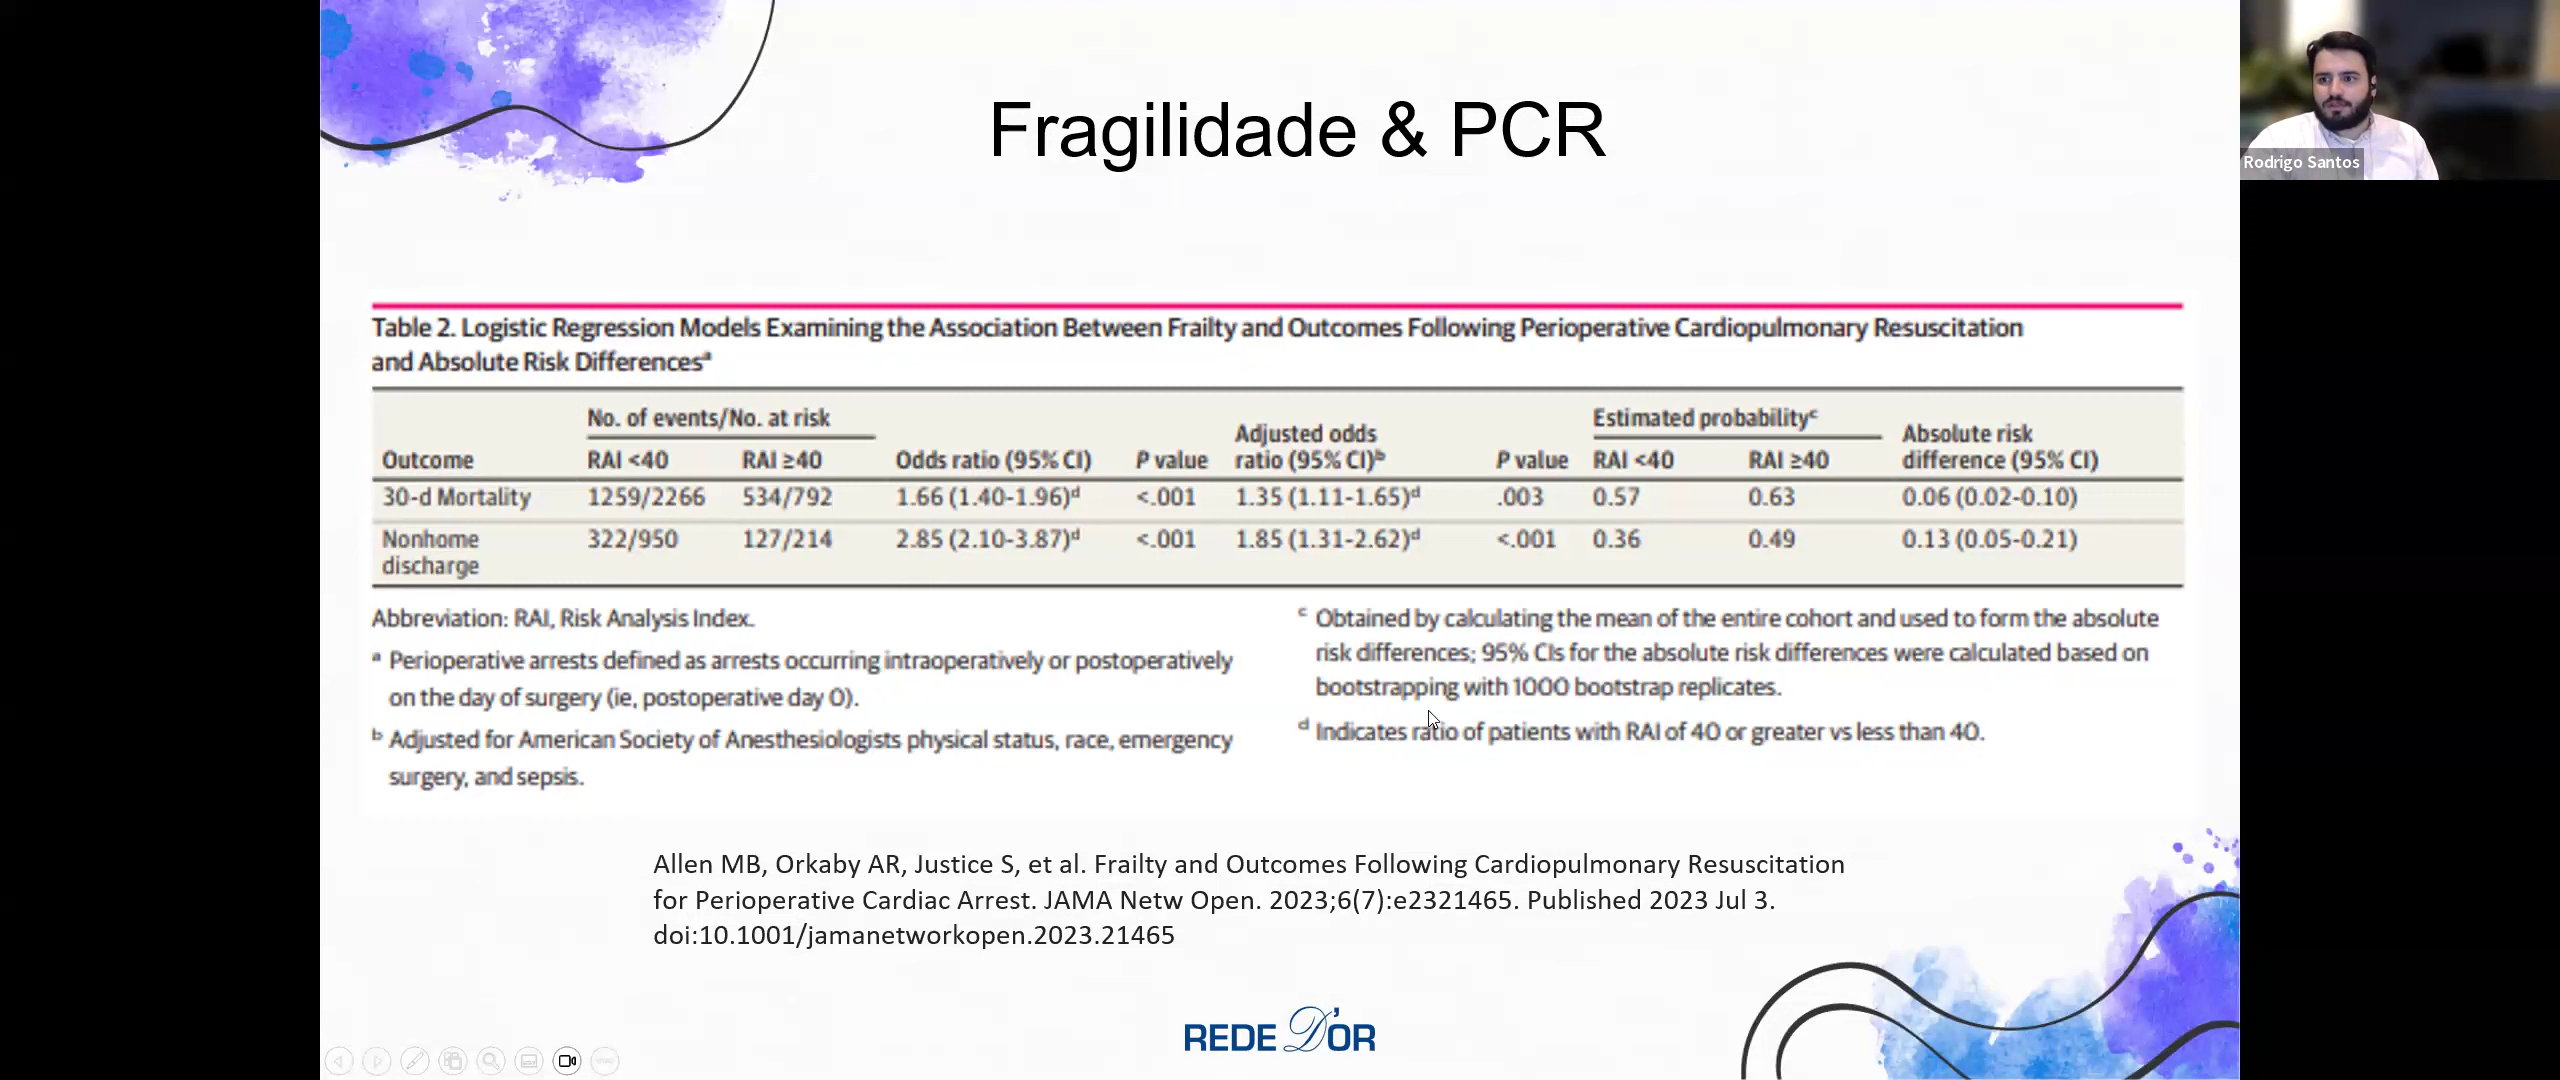 Fragilidade & PCR
Rodrigo Santos
Table 2. Logistic Regression Models Examining the Association Between Frailty and Outcomes Following Perioperative Cardiopulmonary Resuscitation
and Absolute Risk Differencesᵃ
No. of events/No. at risk Estimated probabilityᶜ
Adjusted odds Absolute risk
Outcome RAI <40 RAI ≥40 Odds ratio (95% CI) P value ratio (95% CI)ᵇ P value RAI <40 RAI ≥40 difference (95% CI)
30-d Mortality 1259/2266 534/792 1.66 (1.40-1.96)ᵈ <.001 1.35 (1.11-1.65)ᵈ .003 0.57 0.63 0.06 (0.02-0.10)
Nonhome 322/950 127/214 2.85 (2.10-3.87)ᵈ <.001 1.85 (1.31-2.62)ᵈ <.001 0.36 0.49 0.13 (0.05-0.21)
discharge
Abbreviation: RAI, Risk Analysis Index.
ᵃ Perioperative arrests defined as arrests occurring intraoperatively or postoperatively
on the day of surgery (ie, postoperative day 0).
ᵇ Adjusted for American Society of Anesthesiologists physical status, race, emergency
surgery, and sepsis.
ᶜ Obtained by calculating the mean of the entire cohort and used to form the absolute
risk differences; 95% CIs for the absolute risk differences were calculated based on
bootstrapping with 1000 bootstrap replicates.
ᵈ Indicates ratio of patients with RAI of 40 or greater vs less than 40.
Allen MB, Orkaby AR, Justice S, et al. Frailty and Outcomes Following Cardiopulmonary Resuscitation
for Perioperative Cardiac Arrest. JAMA Netw Open. 2023;6(7):e2321465. Published 2023 Jul 3.
doi:10.1001/jamanetworkopen.2023.21465
REDE D'OR